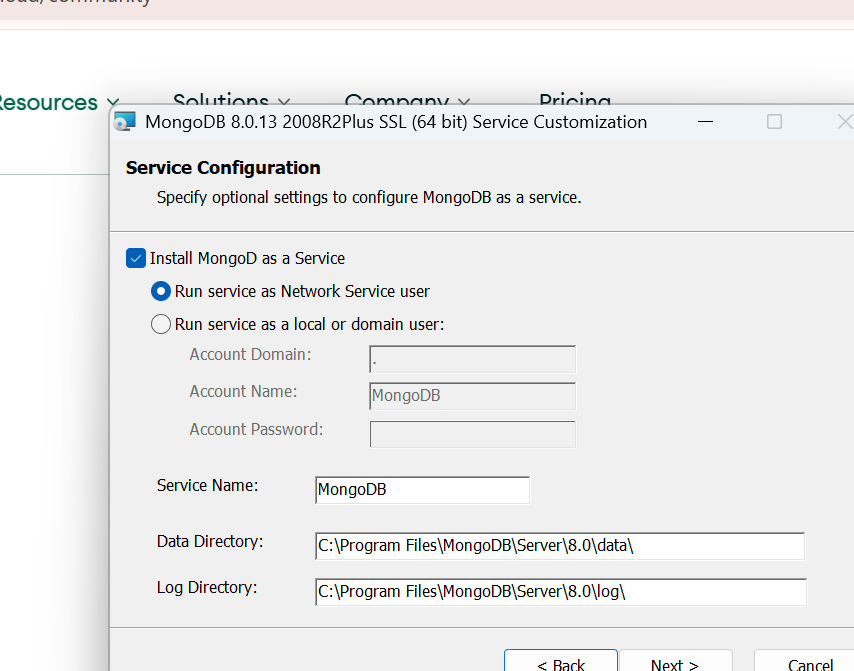 community
Resources Solutions Company Pricing
MongoDB 8.0.13 2008R2Plus SSL (64 bit) Service Customization
Service Configuration
Specify optional settings to configure MongoDB as a service.
Install MongoD as a Service
Run service as Network Service user
Run service as a local or domain user:
Account Domain: .
Account Name: MongoDB
Account Password:
Service Name: MongoDB
Data Directory: C:\Program Files\MongoDB\Server\8.0\data\
Log Directory: C:\Program Files\MongoDB\Server\8.0\log\
< Back Next > Cancel